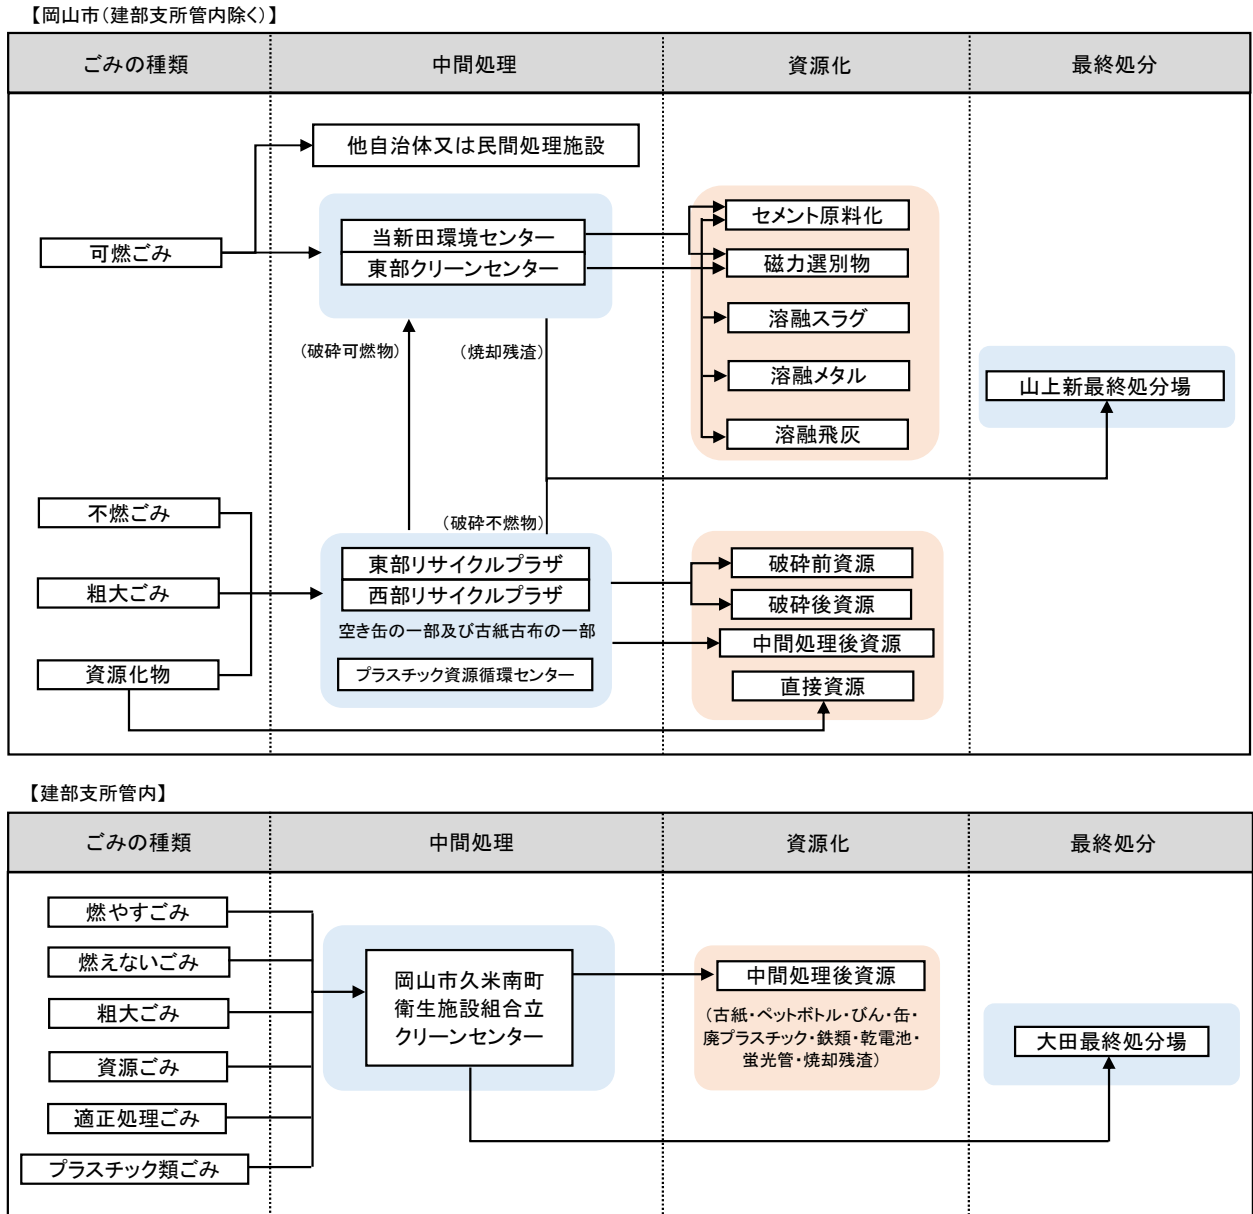 【岡山市（建部支所管内除く）】
ごみの種類
中間処理
資源化
最終処分
他自治体又は民間処理施設
可燃ごみ
当新田環境センター
東部クリーンセンター
セメント原料化
磁力選別物
溶融スラグ
溶融メタル
溶融飛灰
（破砕可燃物）
（焼却残渣）
山上新最終処分場
不燃ごみ
粗大ごみ
資源化物
（破砕不燃物）
東部リサイクルプラザ
西部リサイクルプラザ
空き缶の一部及び古紙古布の一部
プラスチック資源循環センター
破砕前資源
破砕後資源
中間処理後資源
直接資源
【建部支所管内】
ごみの種類
中間処理
資源化
最終処分
燃やすごみ
燃えないごみ
粗大ごみ
資源ごみ
適正処理ごみ
プラスチック類ごみ
岡山市久米南町
衛生施設組合立
クリーンセンター
中間処理後資源
（古紙・ペットボトル・びん・缶・
廃プラスチック・鉄類・乾電池・
蛍光管・焼却残渣）
大田最終処分場